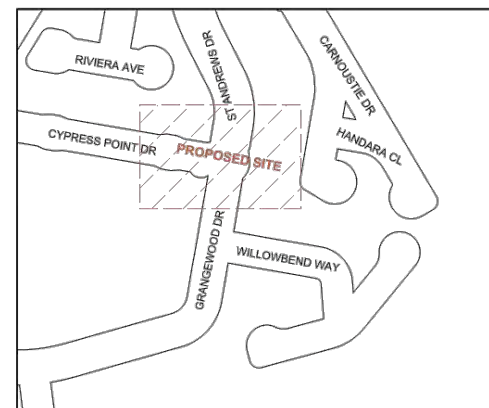 RIVIERA AVE
ST ANDREWS DR
CARNOUSTIE DR
CYPRESS POINT DR
PROPOSED SITE
HANDARA CL
GRANGEWOOD DR
WILLOWBEND WAY